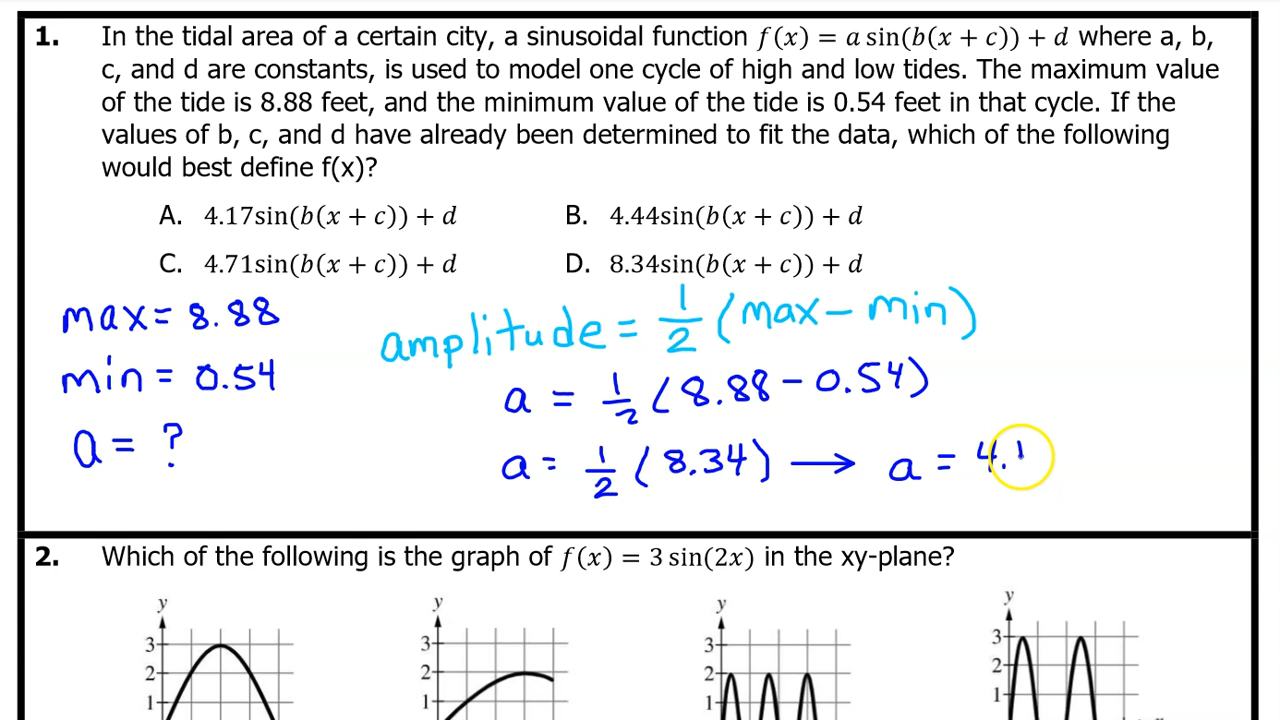 1. In the tidal area of a certain city, a sinusoidal function f(x) = a sin(b(x + c)) + d where a, b,
c, and d are constants, is used to model one cycle of high and low tides. The maximum value
of the tide is 8.88 feet, and the minimum value of the tide is 0.54 feet in that cycle. If the
values of b, c, and d have already been determined to fit the data, which of the following
would best define f(x)?
A. 4.17sin(b(x + c)) + d B. 4.44sin(b(x + c)) + d
C. 4.71sin(b(x + c)) + d D. 8.34sin(b(x + c)) + d
max = 8.88
min = 0.54
a = ?
amplitude = 1/2 (max - min)
a = 1/2 (8.88 - 0.54)
a = 1/2 (8.34) → a = 4.1
2. Which of the following is the graph of f(x) = 3 sin(2x) in the xy-plane?
y y y y
3 3 3 3
2 2 2 2
1 1 1 1